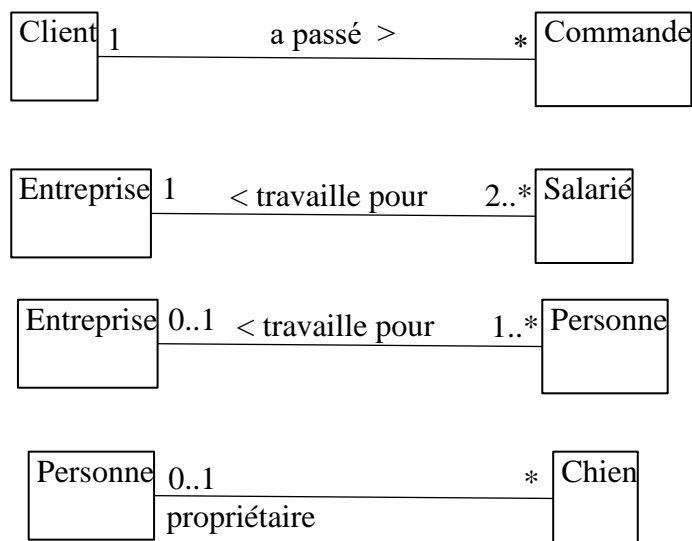 Client 1 a passé > * Commande
Entreprise 1 < travaille pour 2..* Salarié
Entreprise 0..1 < travaille pour 1..* Personne
Personne 0..1 * Chien
propriétaire